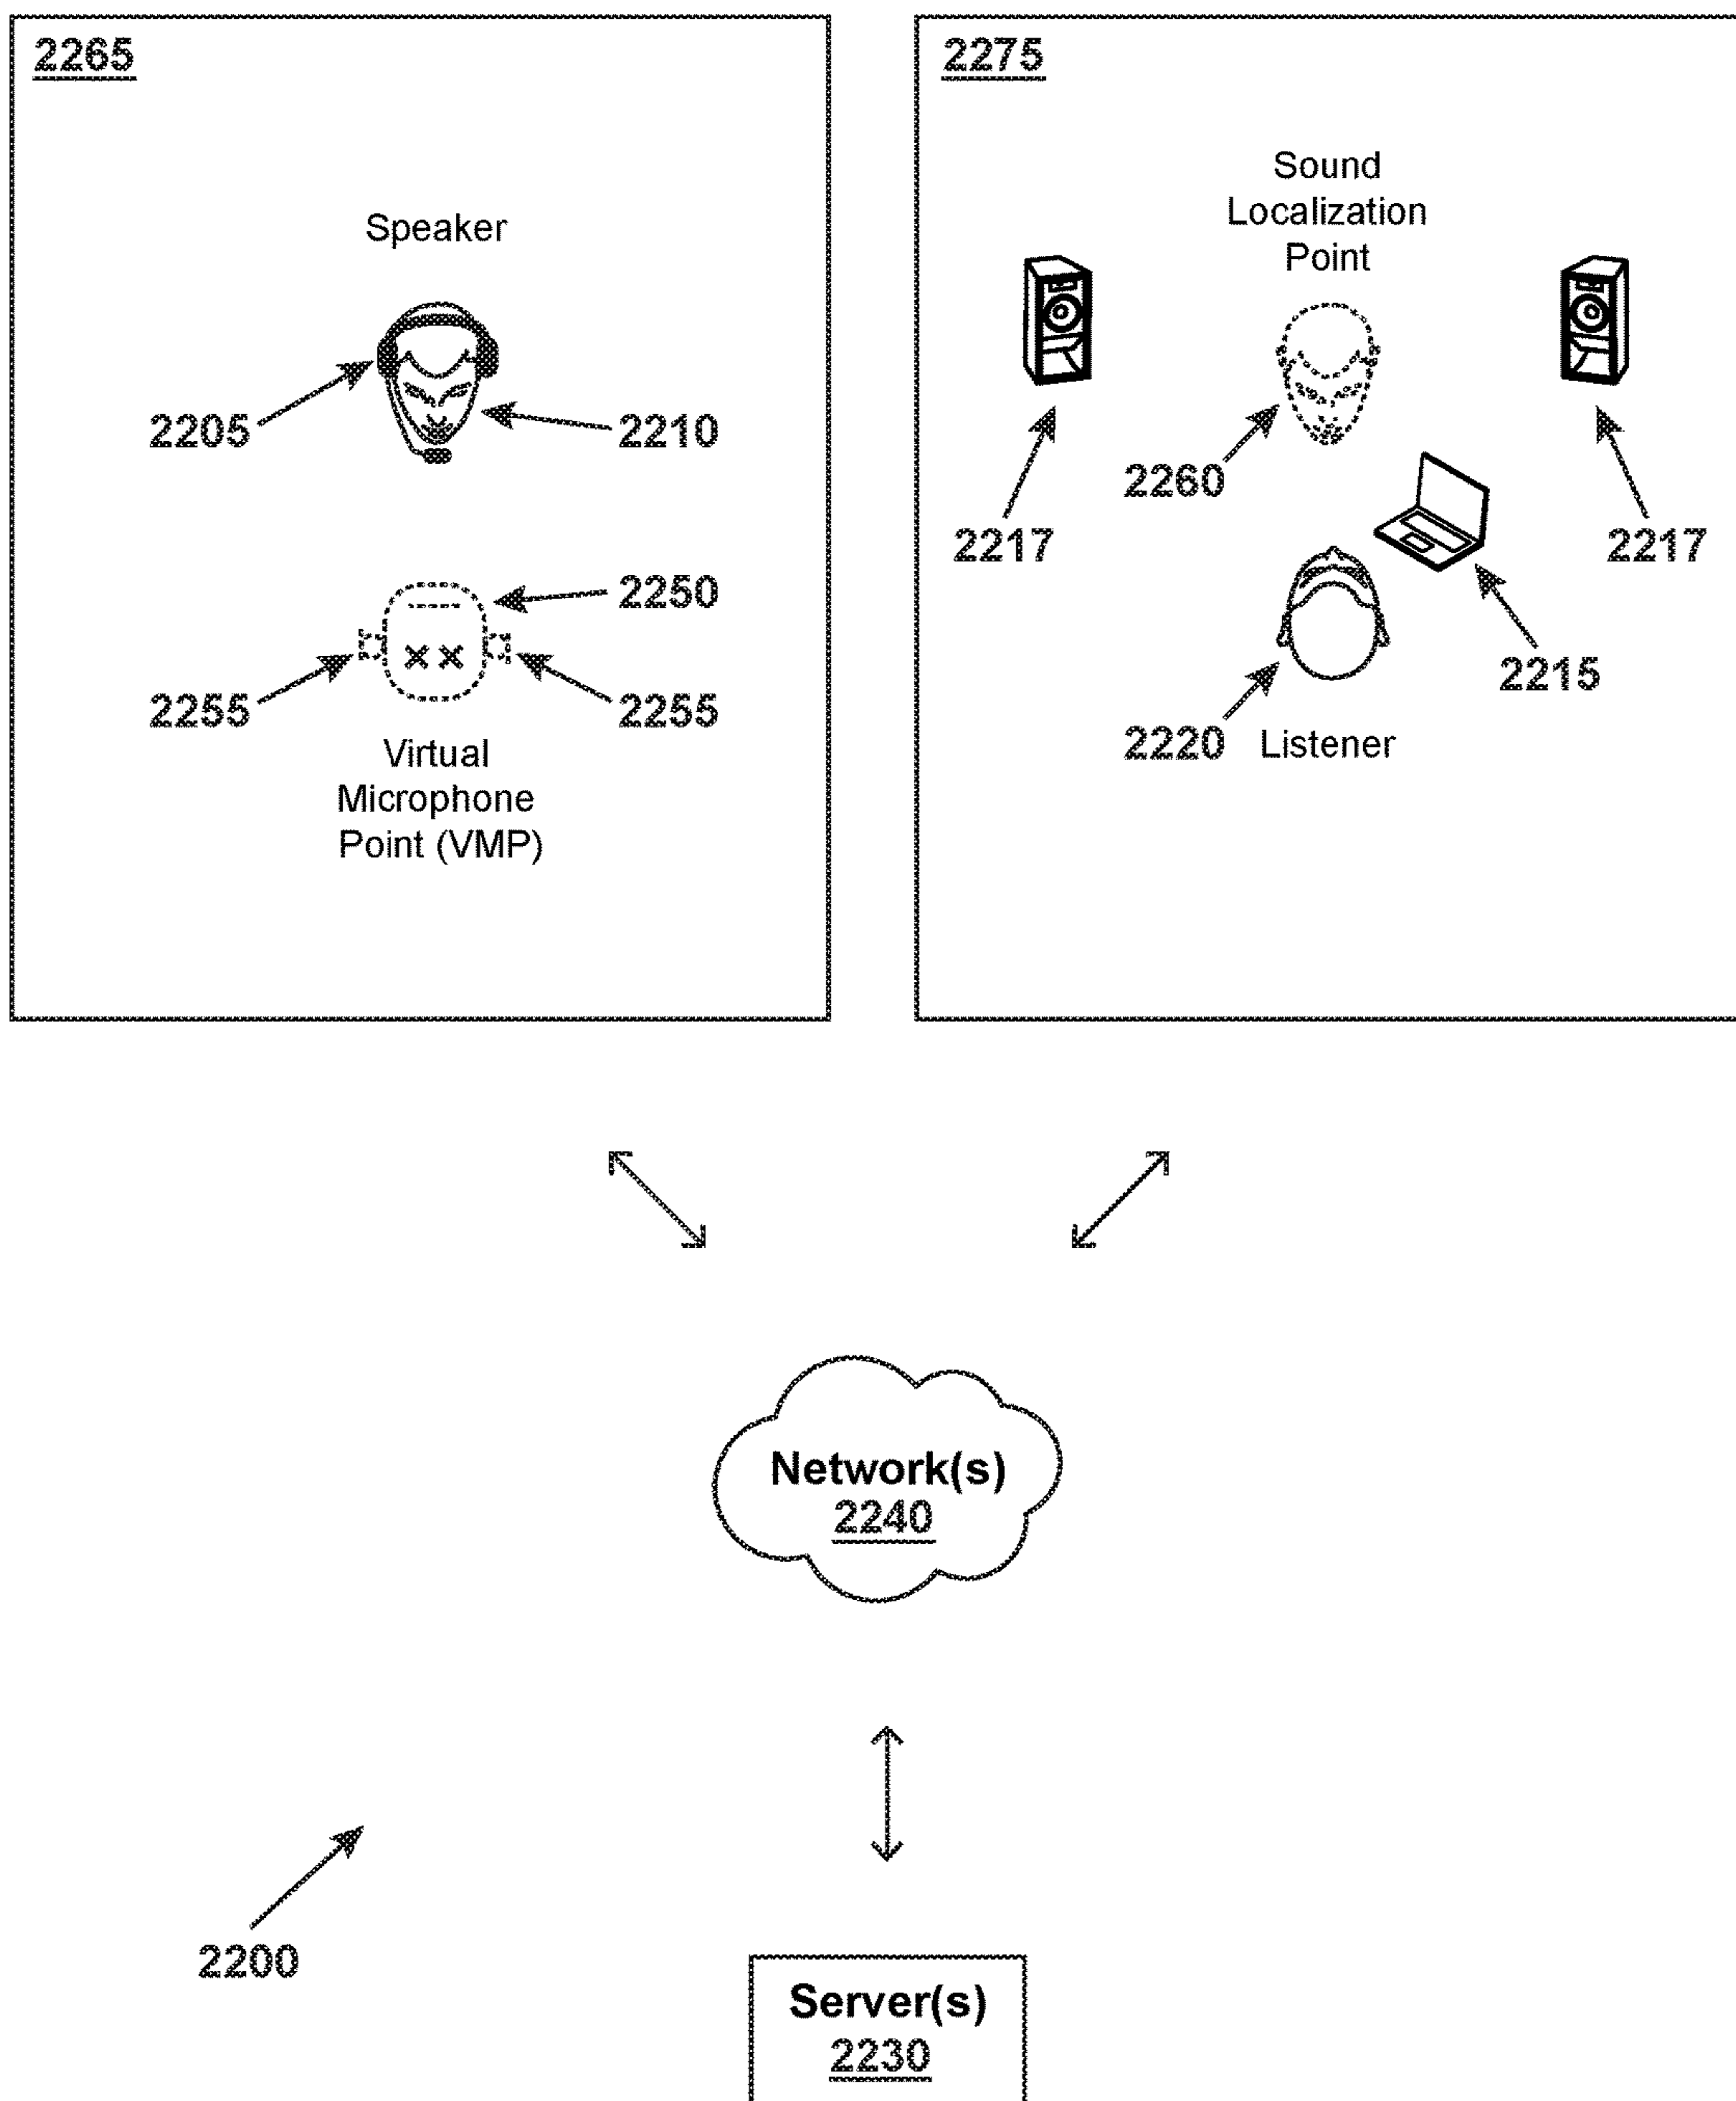 2265
Speaker
2205
2210
2250
2255
2255
Virtual
Microphone
Point (VMP)
2275
Sound
Localization
Point
2260
2217
2217
2215
2220
Listener
Network(s)
2240
2200
Server(s)
2230